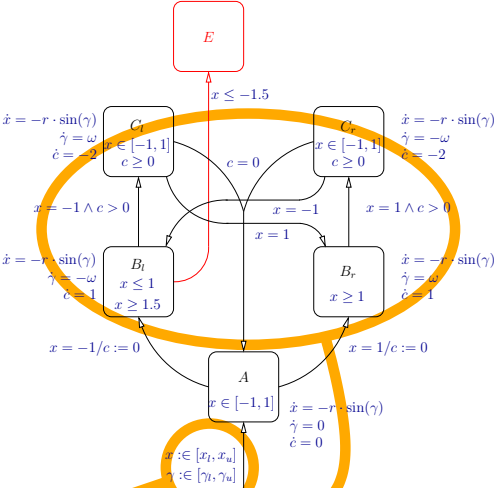 E
x ≤ −1.5
ẋ = −r · sin(γ)
γ̇ = ω
ċ = −2
C_l
x ∈ [−1, 1]
c ≥ 0
c = 0
C_r
x ∈ [−1, 1]
c ≥ 0
ẋ = −r · sin(γ)
γ̇ = −ω
ċ = −2
x = −1 ∧ c > 0
x = −1
x = 1 ∧ c > 0
x = 1
ẋ = −r · sin(γ)
γ̇ = −ω
ċ = 1
B_l
x ≤ 1
x ≥ 1.5
B_r
x ≥ 1
ẋ = −r · sin(γ)
γ̇ = ω
ċ = 1
x = −1/c := 0
x = 1/c := 0
A
x ∈ [−1, 1]
ẋ = −r · sin(γ)
γ̇ = 0
ċ = 0
x :∈ [x_l, x_u]
γ :∈ [γ_l, γ_u]